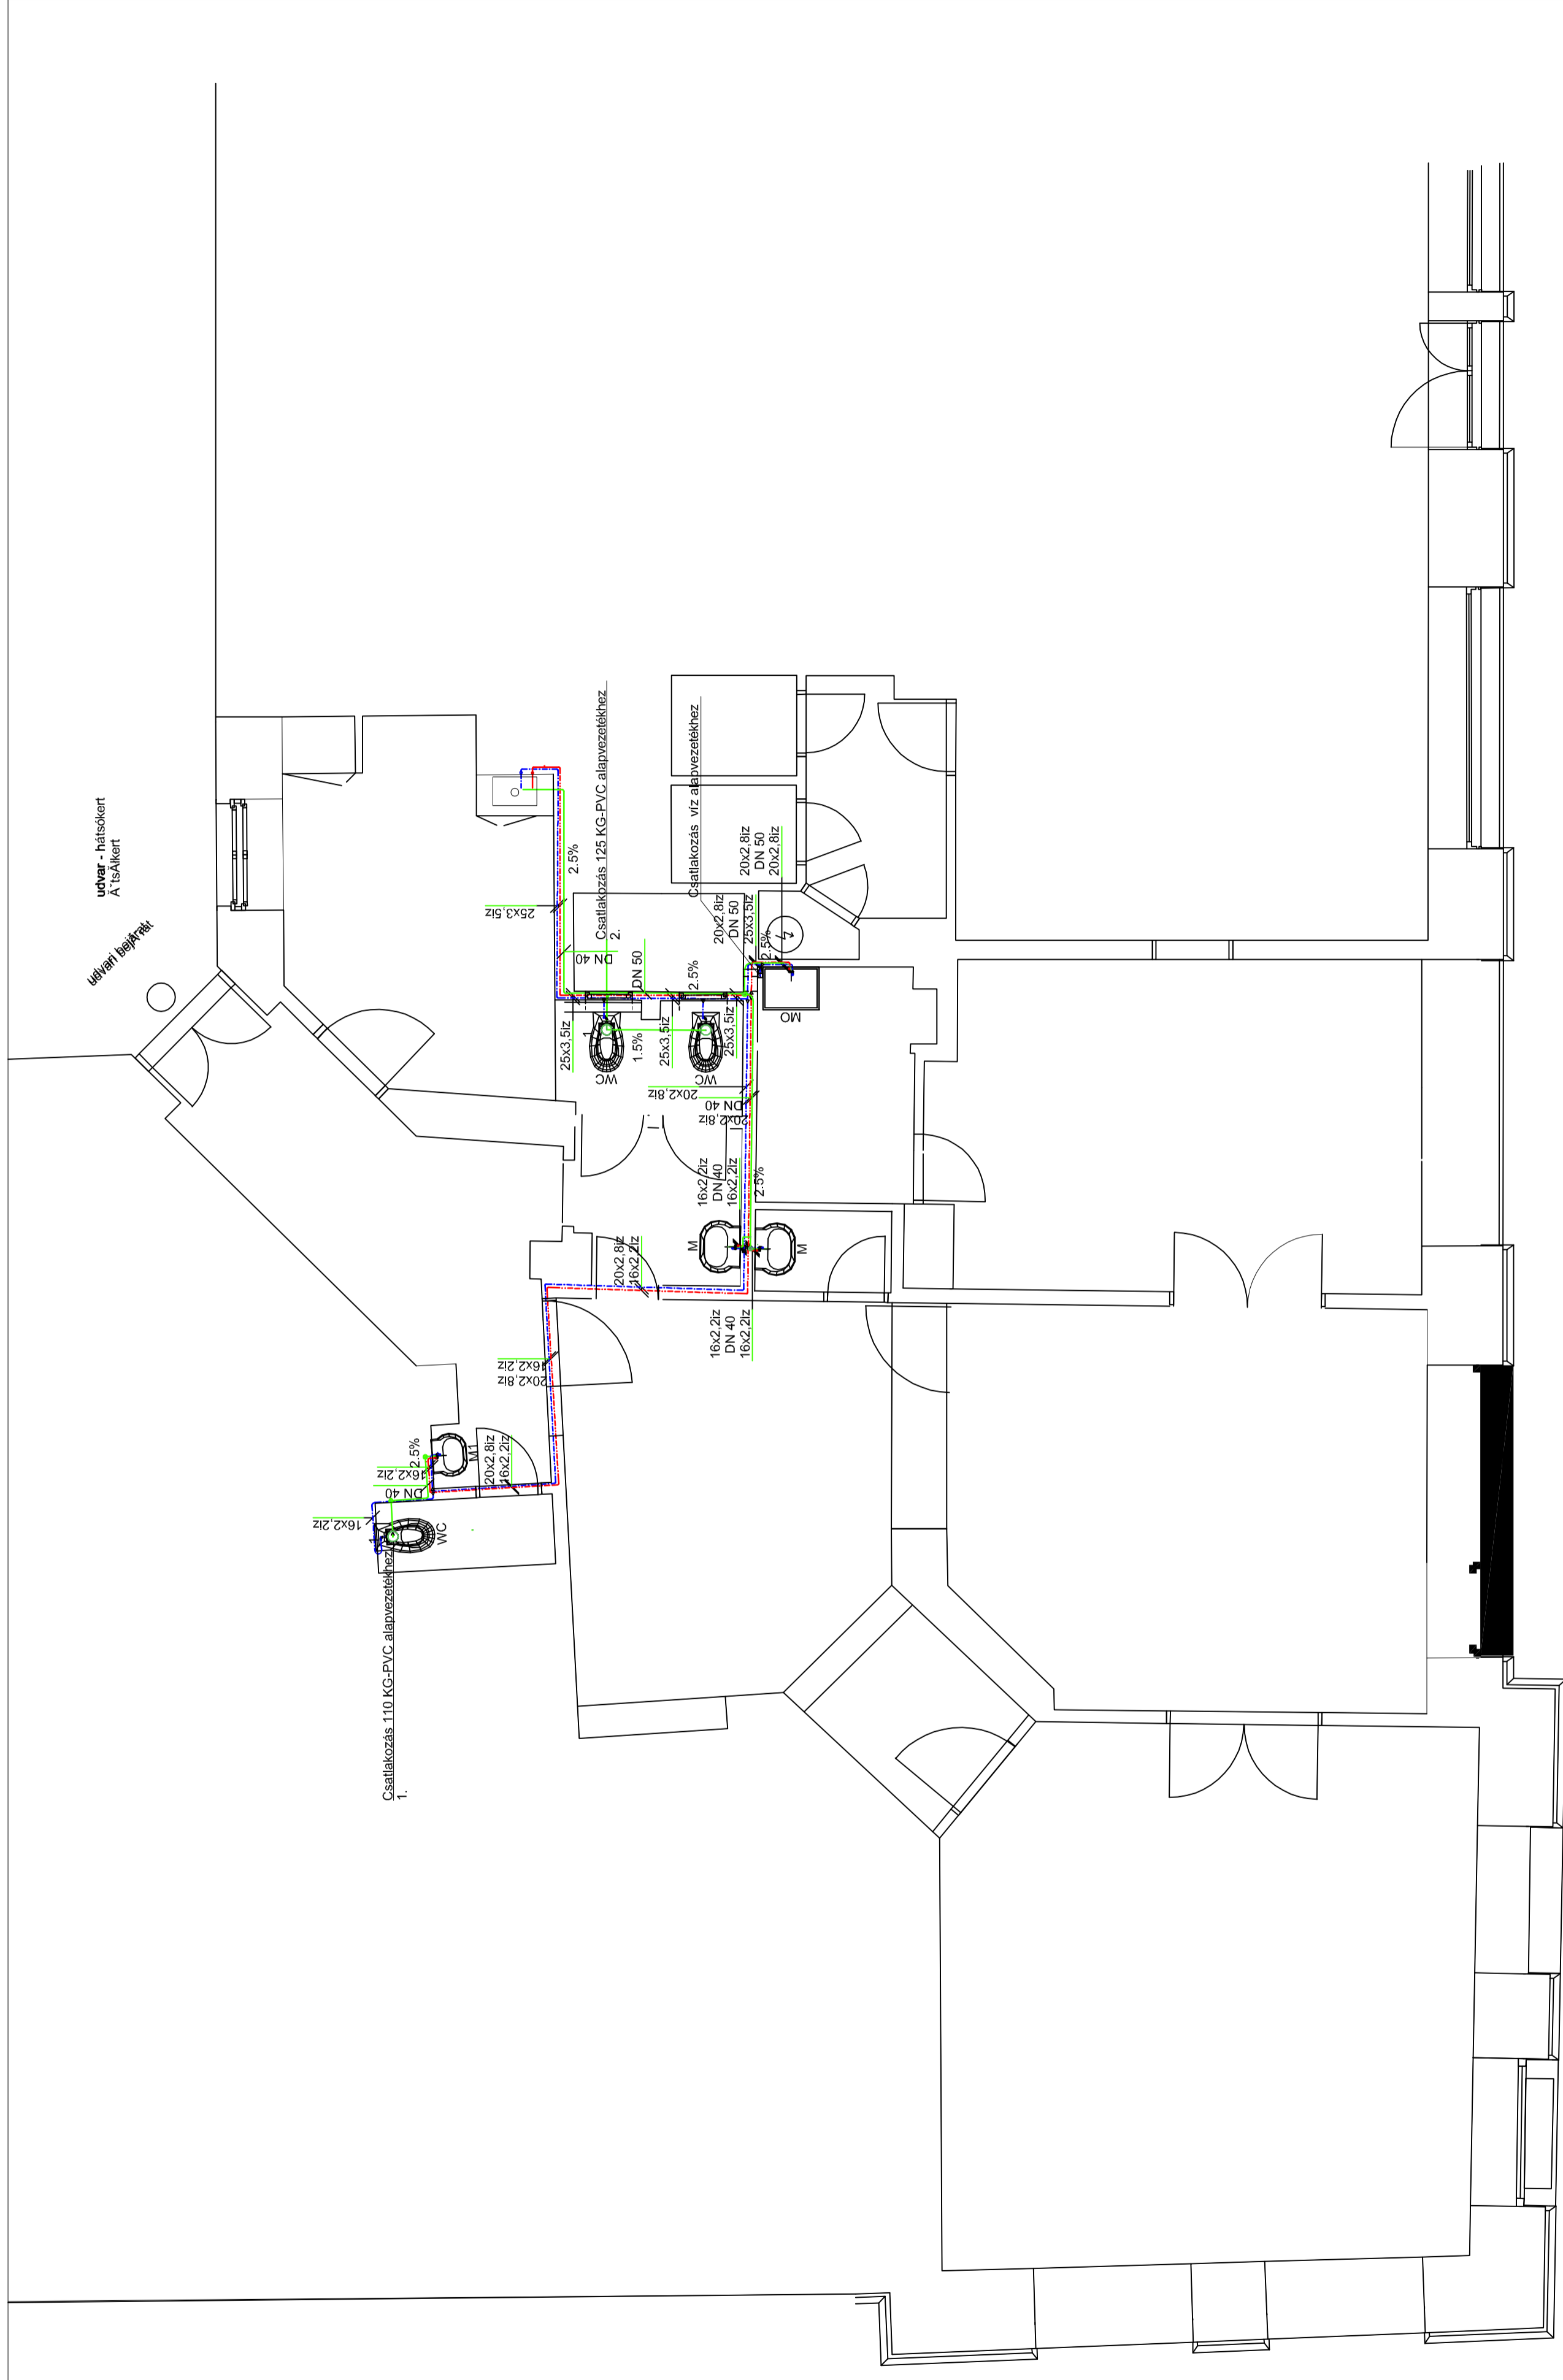 udvar - hátsókert
Ă¨tsĂlkert
25x3,5iz
2.5%
Csatlakozás 125 KG-PVC alapvezetékhez
2.
Csatlakozás víz alapvezetékhez
DN 40
DN 50
2.5%
20x2,8iz
DN 50
25x3,5iz
2.5%
20x2,8iz
DN 50
20x2,8iz
25x3,5iz
1
1.5%
25x3,5iz
25x3,5iz
WC
WC
MO
20x2,8iz
DN 40
20x2,8iz
16x2,2iz
DN 40
16x2,2iz
2.5%
M
M
20x2,8iz
16x2,2iz
16x2,2iz
DN 40
16x2,2iz
16x2,2iz
20x2,8iz
2.5%
16x2,2iz
DN 40
M1
20x2,8iz
16x2,2iz
16x2,2iz
1
WC
Csatlakozás 110 KG-PVC alapvezetékhez
1.